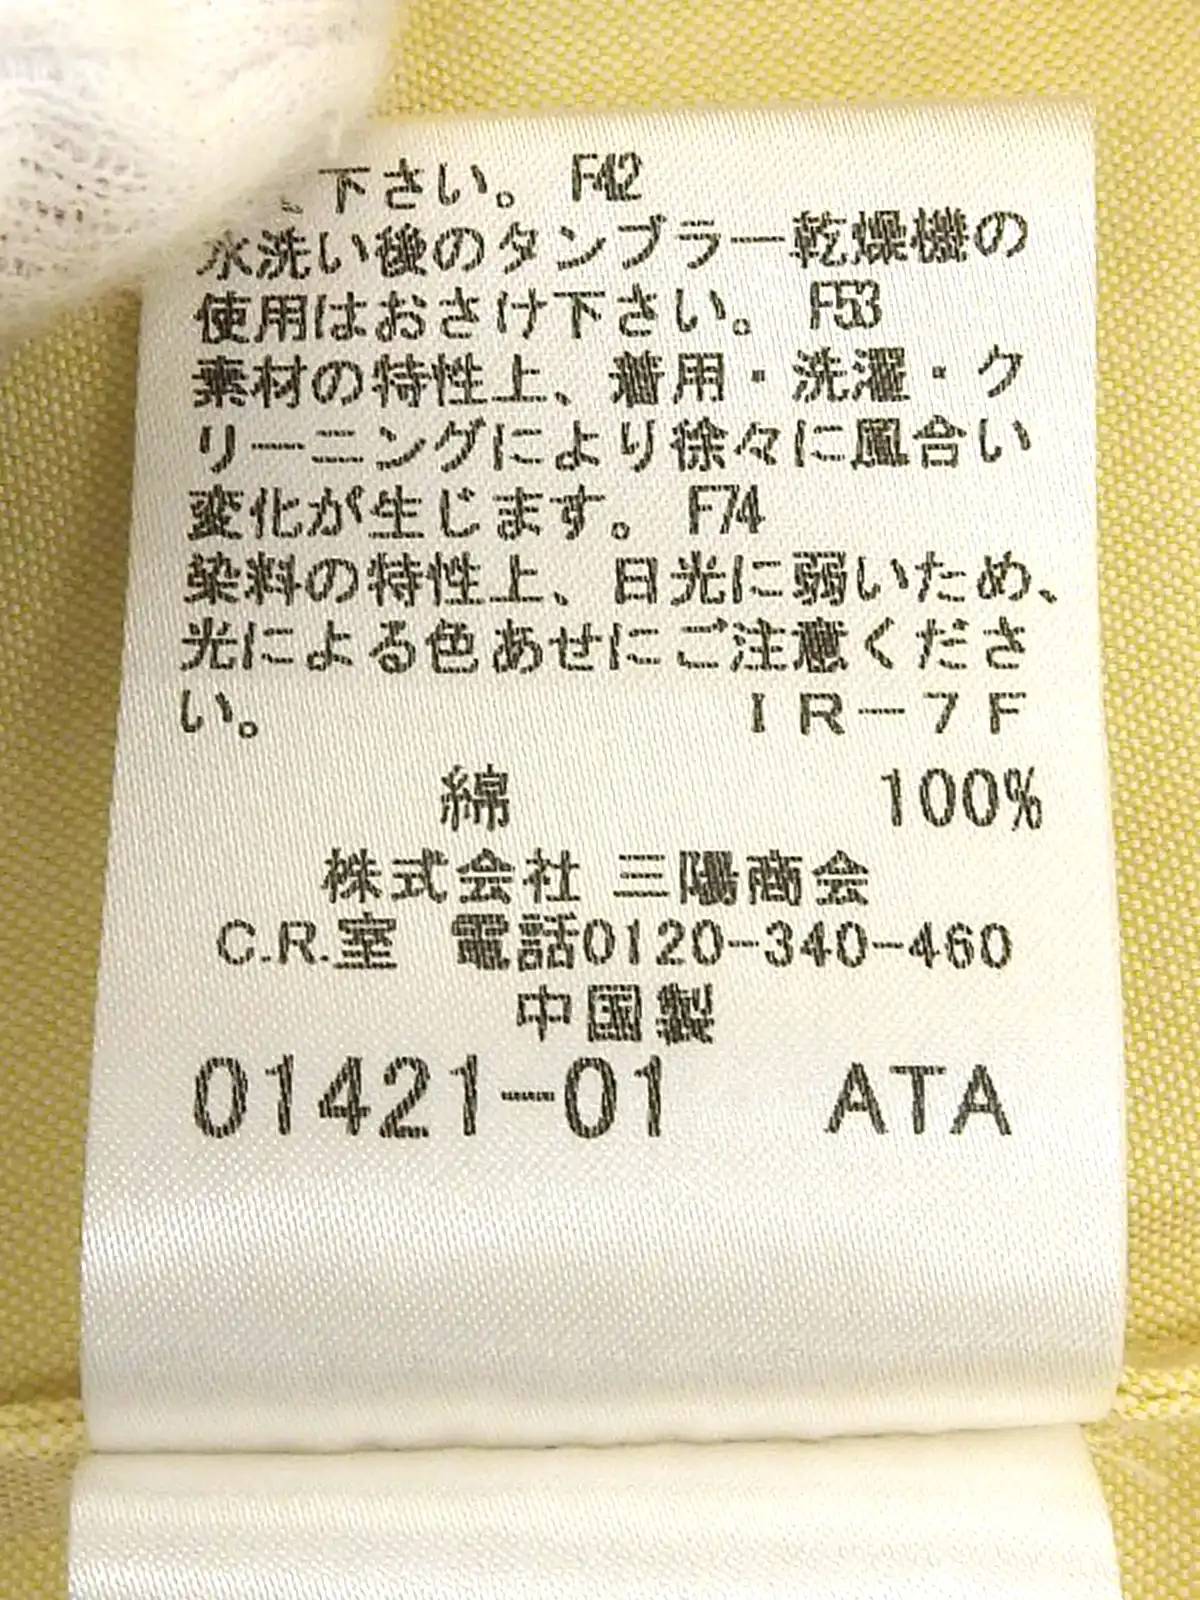 下さい。 F42
水洗い後のタンブラー乾燥機の
使用はおさけ下さい。 F53
素材の特性上、着用・洗濯・ク
リーニングにより徐々に風合い
変化が生じます。 F74
染料の特性上、日光に弱いため、
光による色あせにご注意くださ
い。 IR-7F
綿 100%
株式会社 三陽商会
C.R.室 電話0120-340-460
中国製
01421-01 ATA